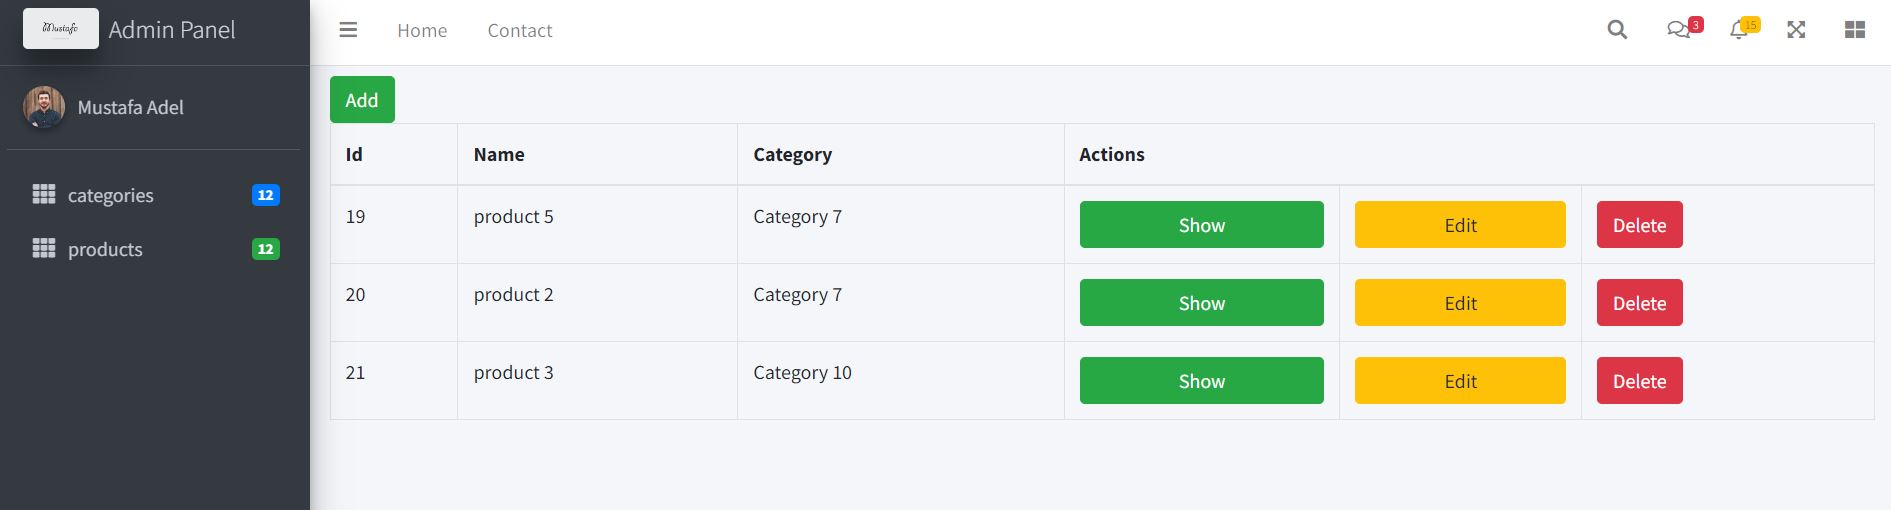 Mustafa Admin Panel
Home Contact 3 15
Mustafa Adel
categories 12
products 12
Add
Id Name Category Actions
19 product 5 Category 7 Show Edit Delete
20 product 2 Category 7 Show Edit Delete
21 product 3 Category 10 Show Edit Delete